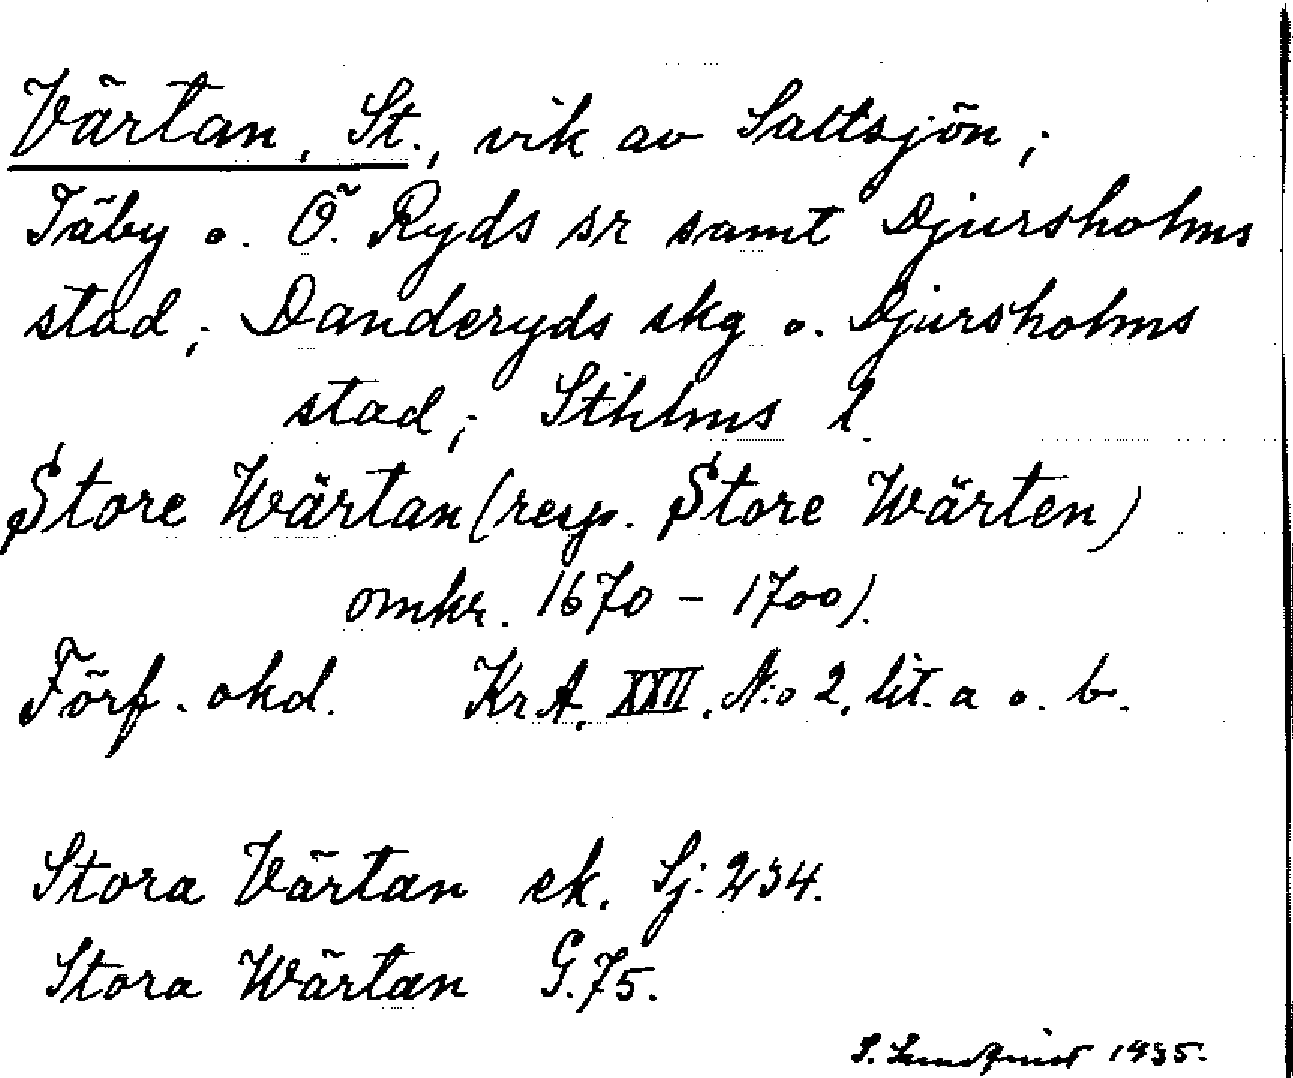 Värtan, St., vik av Saltsjön;
Täby o. Ö. Ryds sr samt Djursholms
stad; Danderyds skg o. Djursholms
stad; Sthlms l.
Store Wärtan (resp. Store Wärten)
omkr. 1670 - 1700).
Förf. okd. KrA. XXII. N:o 2. lit. a o. b.
Stora Värtan ek. Sj: 234.
Stora Wärtan G. 75.
S. Lundqvist 1935.